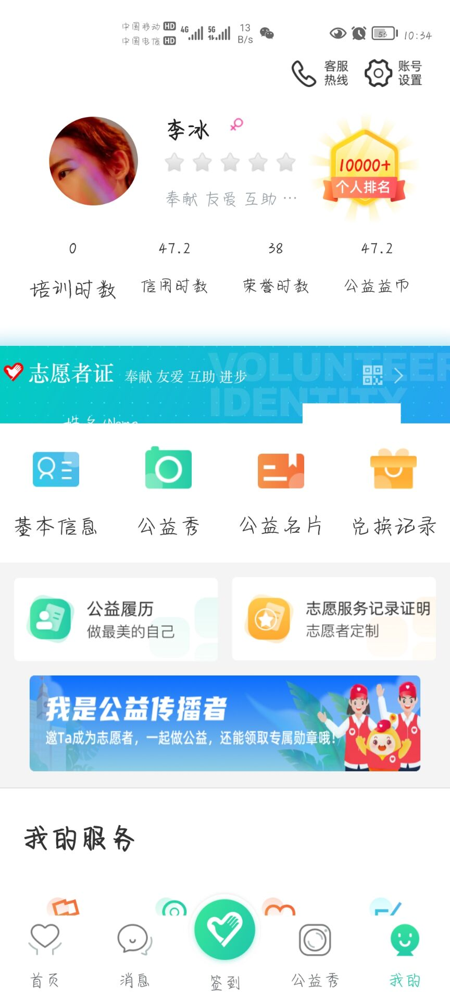 中国移动 HD 4G 5G 13 B/s 53 10:34
中国电信 HD
客服
热线
账号
设置
李冰
10000+
个人排名
奉献 友爱 互助 …
0 47.2 38 47.2
培训时数 信用时数 荣誉时数 公益益币
志愿者证 奉献 友爱 互助 进步
VOLUNTEER
IDENTITY
姓名/Name
基本信息 公益秀 公益名片 兑换记录
公益履历
做最美的自己
志愿服务记录证明
志愿者定制
我是公益传播者
邀Ta成为志愿者，一起做公益，还能领取专属勋章哦！
我的服务
首页 消息 签到 公益秀 我的